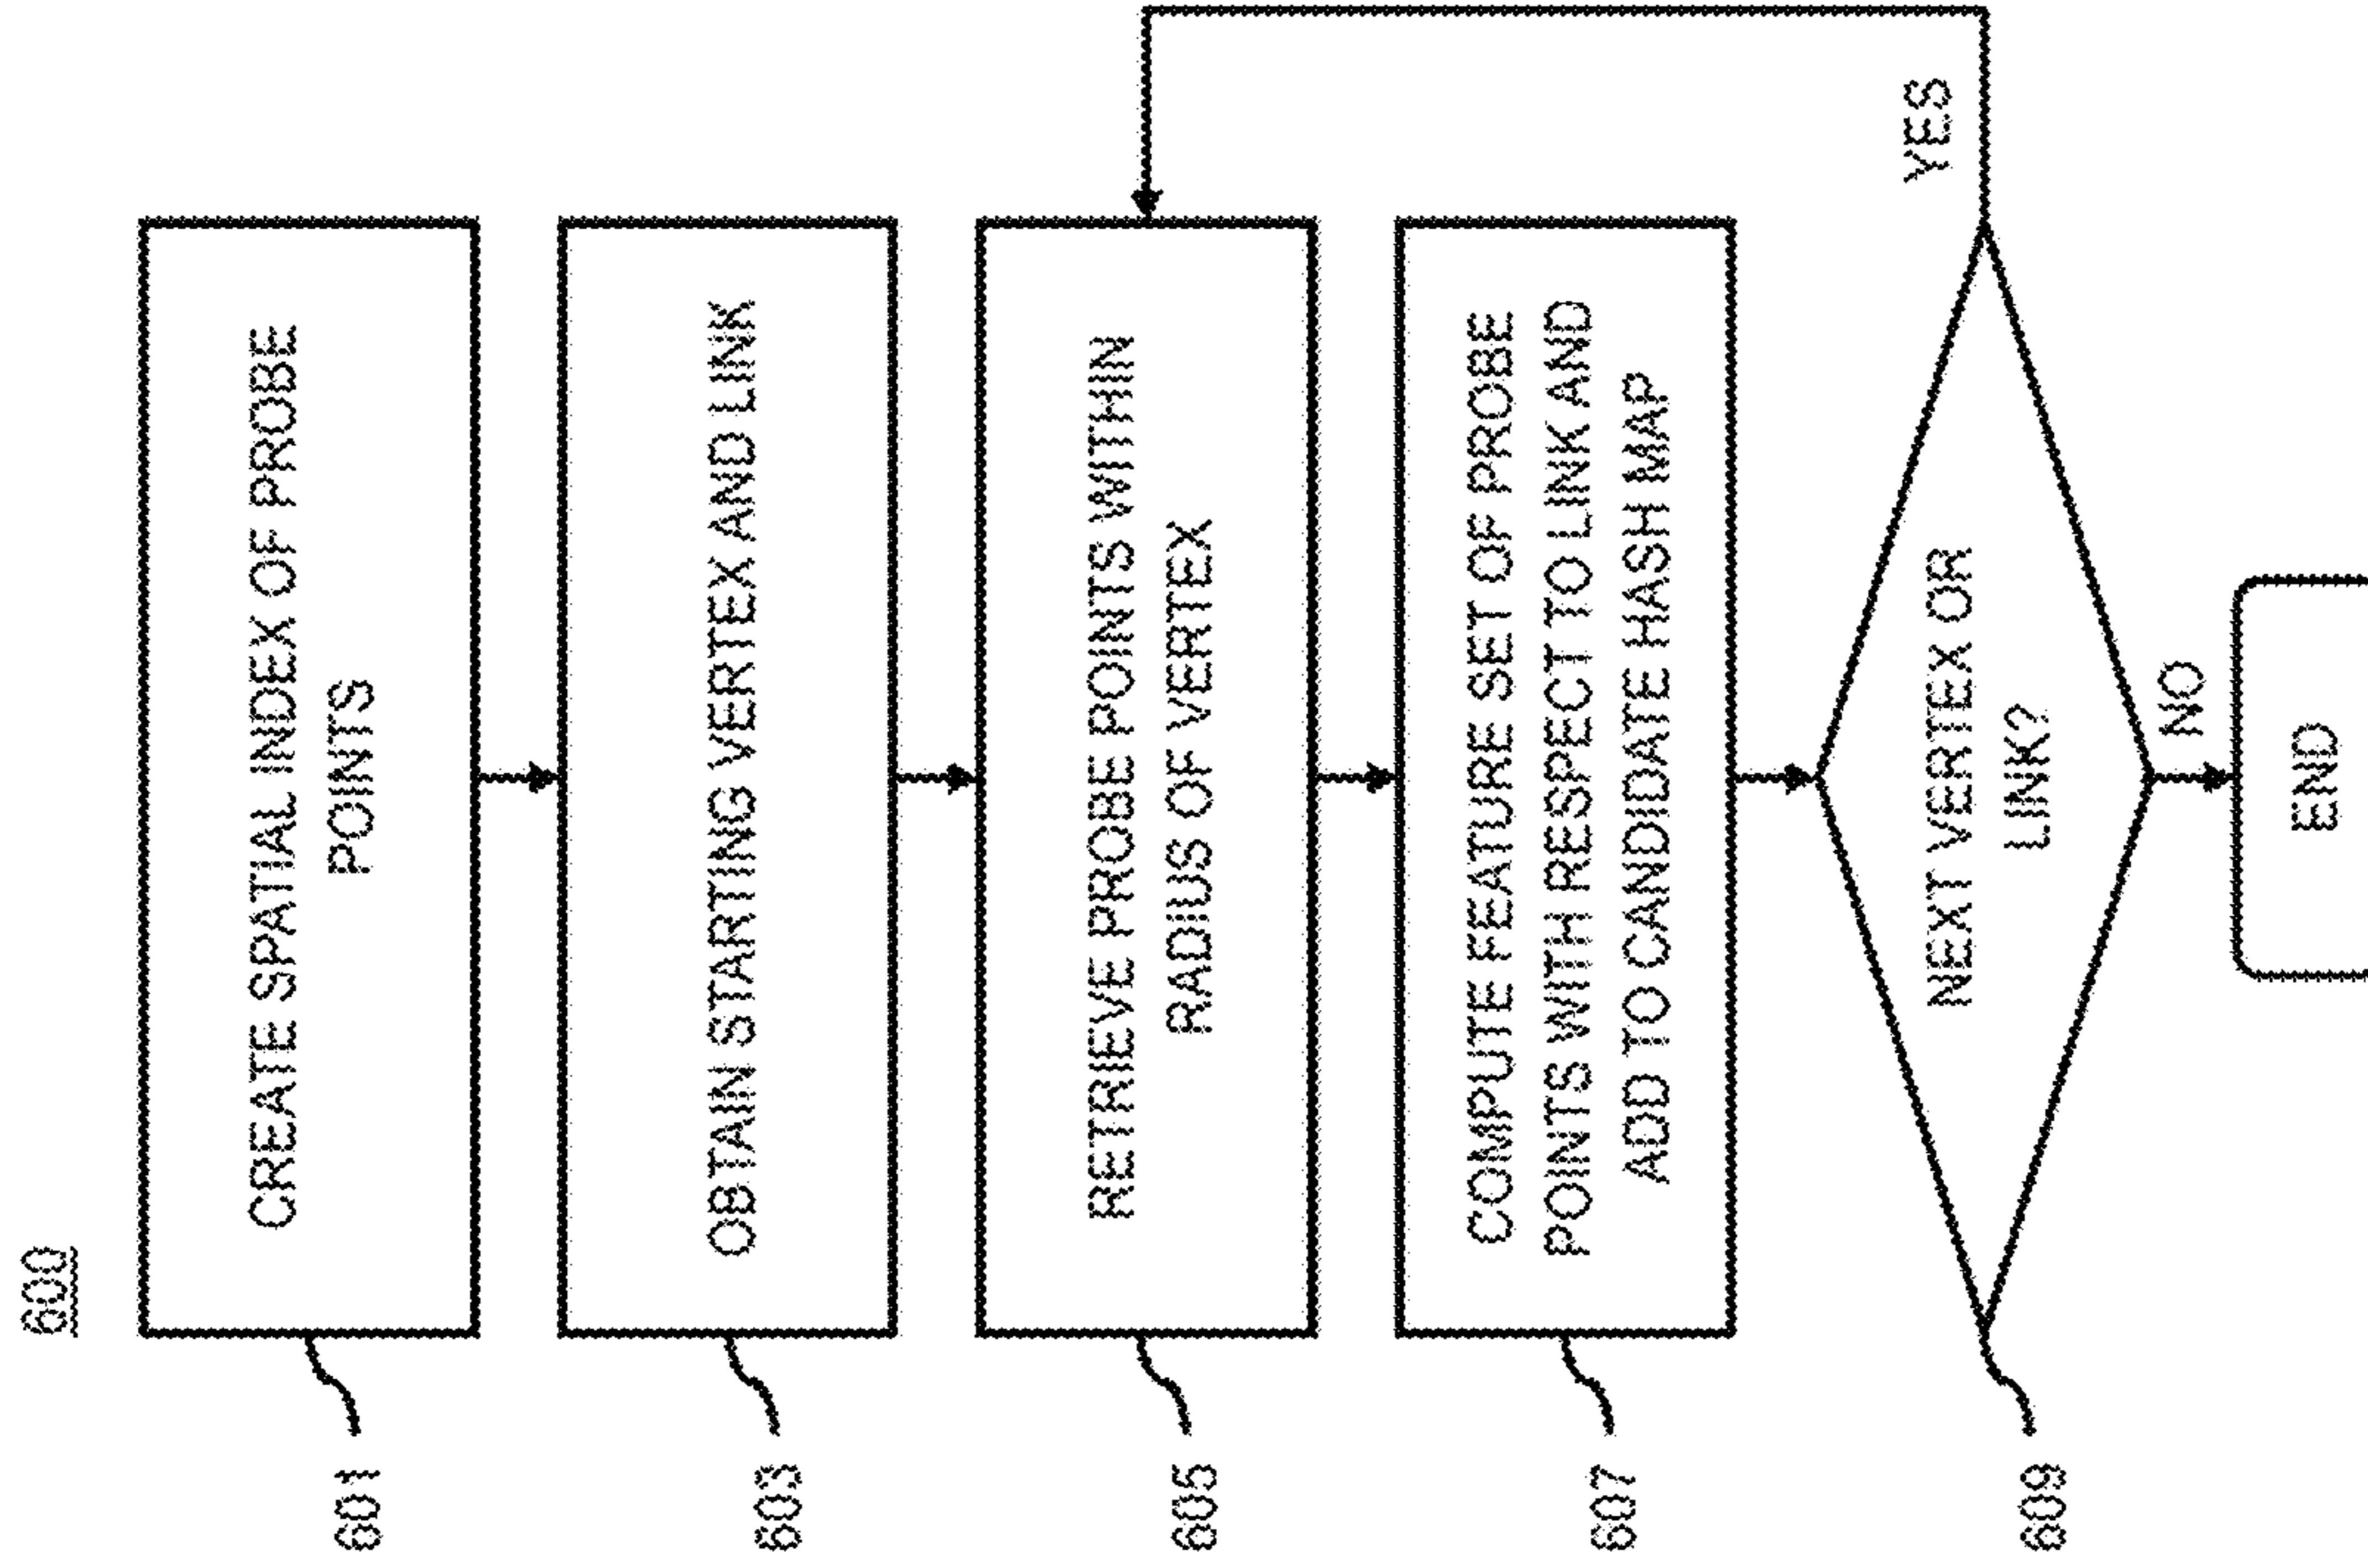 600
601
CREATE SPATIAL INDEX OF PROBE
POINTS
603
OBTAIN STARTING VERTEX AND LINK
605
RETRIEVE PROBE POINTS WITHIN
RADIUS OF VERTEX
607
COMPUTE FEATURE SET OF PROBE
POINTS WITH RESPECT TO LINK AND
ADD TO CANDIDATE HASH MAP
609
NEXT VERTEX OR
LINK?
YES
NO
END